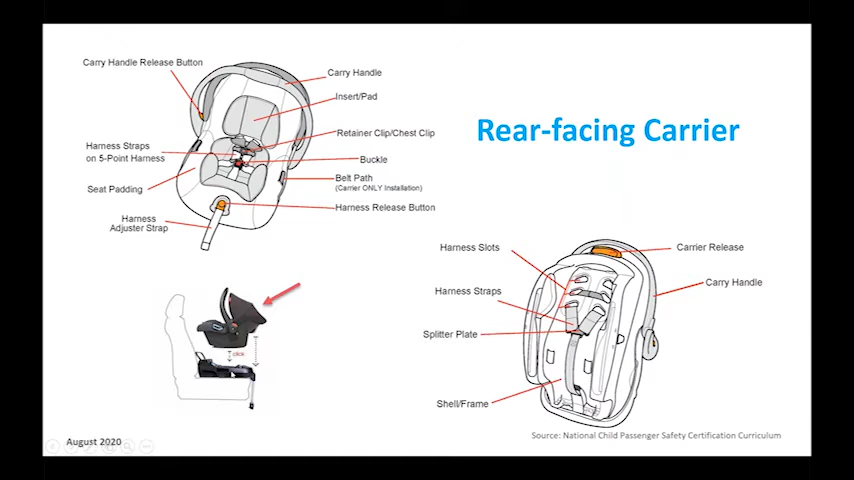 Rear-facing Carrier
Carry Handle Release Button
Carry Handle
Insert/Pad
Retainer Clip/Chest Clip
Harness Straps
on 5-Point Harness
Buckle
Belt Path
(Carrier ONLY Installation)
Seat Padding
Harness Release Button
Harness
Adjuster Strap
Harness Slots
Carrier Release
Carry Handle
Harness Straps
Splitter Plate
Shell/Frame
click
August 2020
Source: National Child Passenger Safety Certification Curriculum